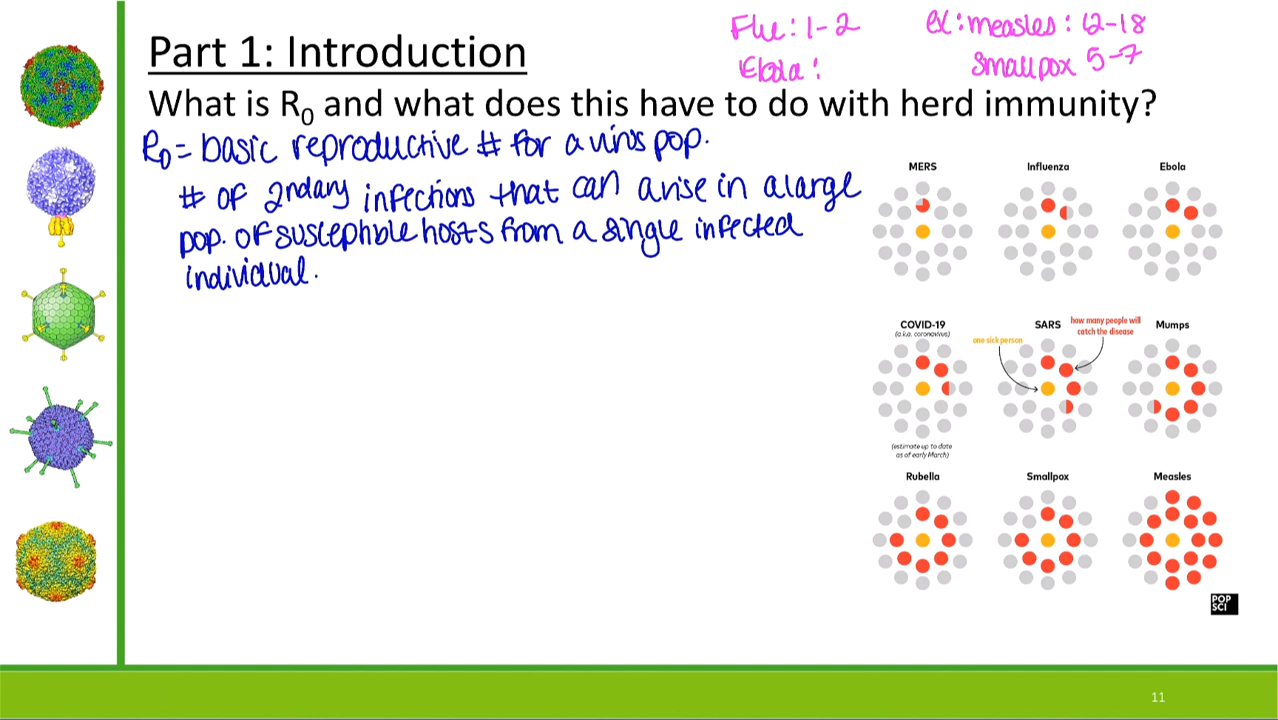 Flu: 1-2
ex: measles: 12-18
Ebola:
Smallpox 5-7
Part 1: Introduction
What is R0 and what does this have to do with herd immunity?
R0 = basic reproductive # for a virus pop.
# of 2ndary infections that can arise in a large
pop. of susceptible hosts from a single infected
individual.
MERS
Influenza
Ebola
COVID-19
(a.k.a. coronavirus)
SARS
how many people will
catch the disease
Mumps
one sick person
(estimate up to date
as of early March)
Rubella
Smallpox
Measles
POP
SCI
11